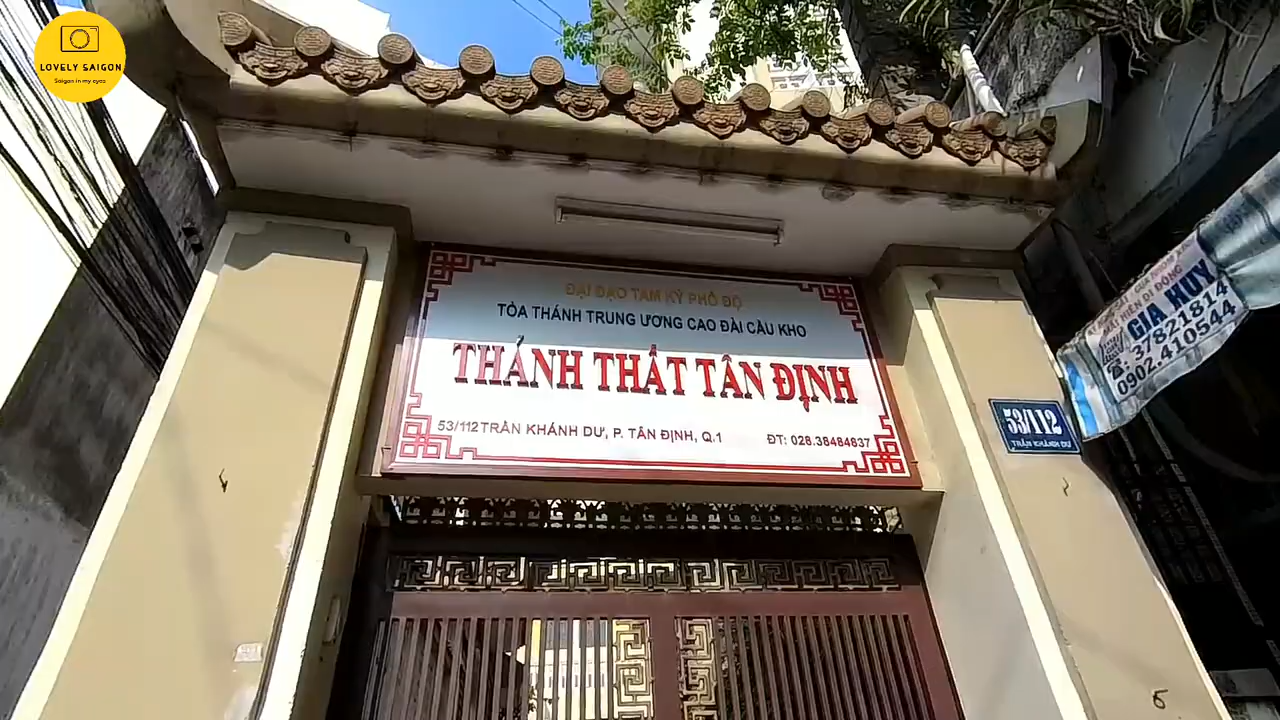 LOVELY SAIGON
Saigon in my eyes
ĐẠI ĐẠO TAM KỲ PHỔ ĐỘ
TÒA THÁNH TRUNG ƯƠNG CAO ĐÀI CẦU KHO
THÁNH THẤT TÂN ĐỊNH
53/112 TRẦN KHÁNH DƯ, P. TÂN ĐỊNH, Q.1
ĐT: 028.38484837
53/112
TRẦN KHÁNH DƯ
GIA HUY
37821814
0902.410544